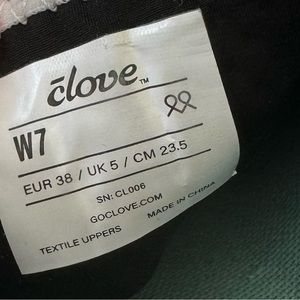 clove™
W7
EUR 38 / UK 5 / CM 23.5
SN: CL006
GOCLOVE.COM
TEXTILE UPPERS MADE IN CHINA